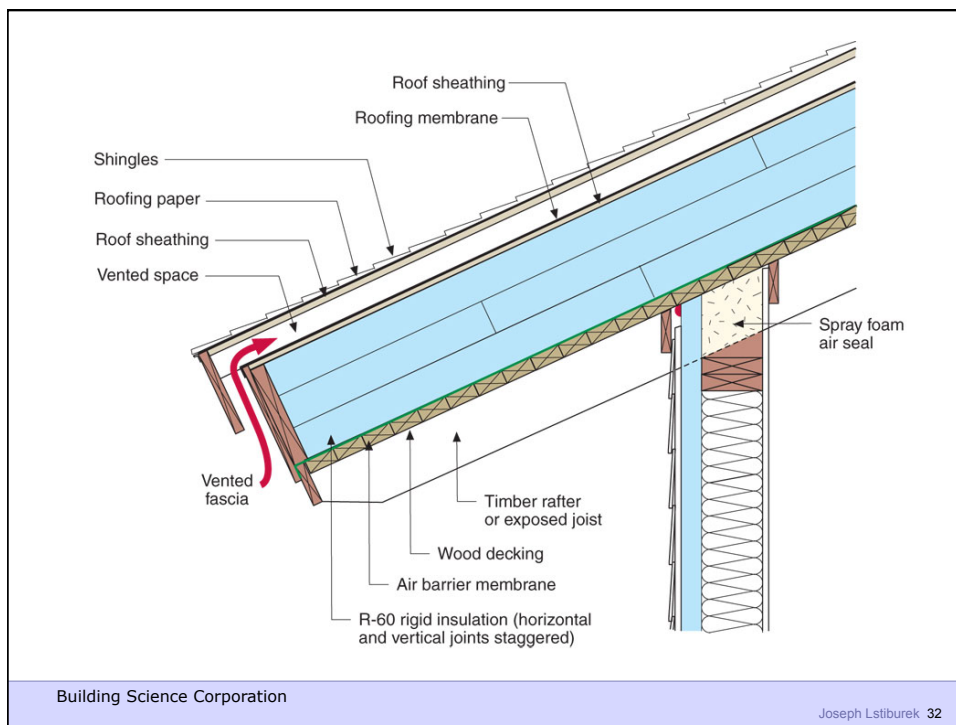 Roof sheathing
Roofing membrane
Shingles
Roofing paper
Roof sheathing
Vented space
Spray foam
air seal
Vented
fascia
Timber rafter
or exposed joist
Wood decking
Air barrier membrane
R-60 rigid insulation (horizontal
and vertical joints staggered)
Building Science Corporation
Joseph Lstiburek 32